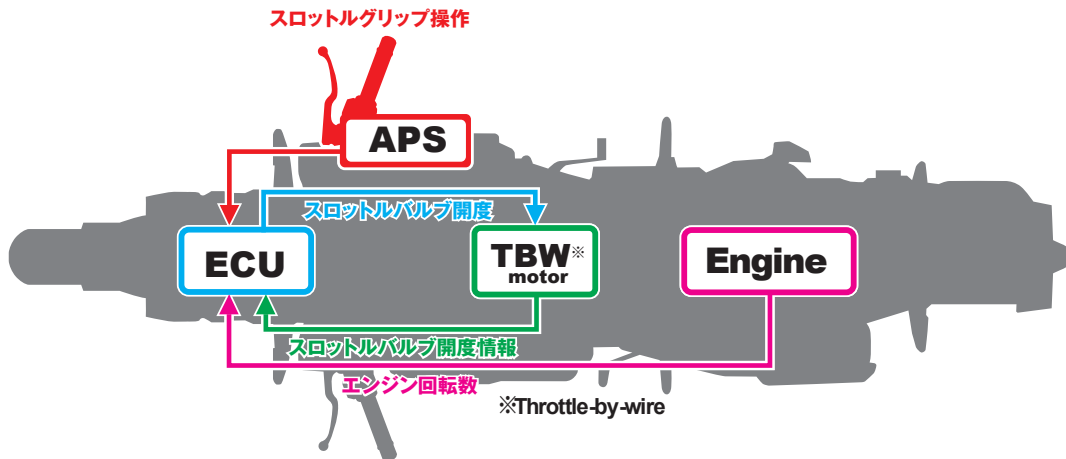 スロットルグリップ操作
APS
スロットルバルブ開度
ECU
TBW※
motor
Engine
スロットルバルブ開度情報
エンジン回転数
※Throttle-by-wire